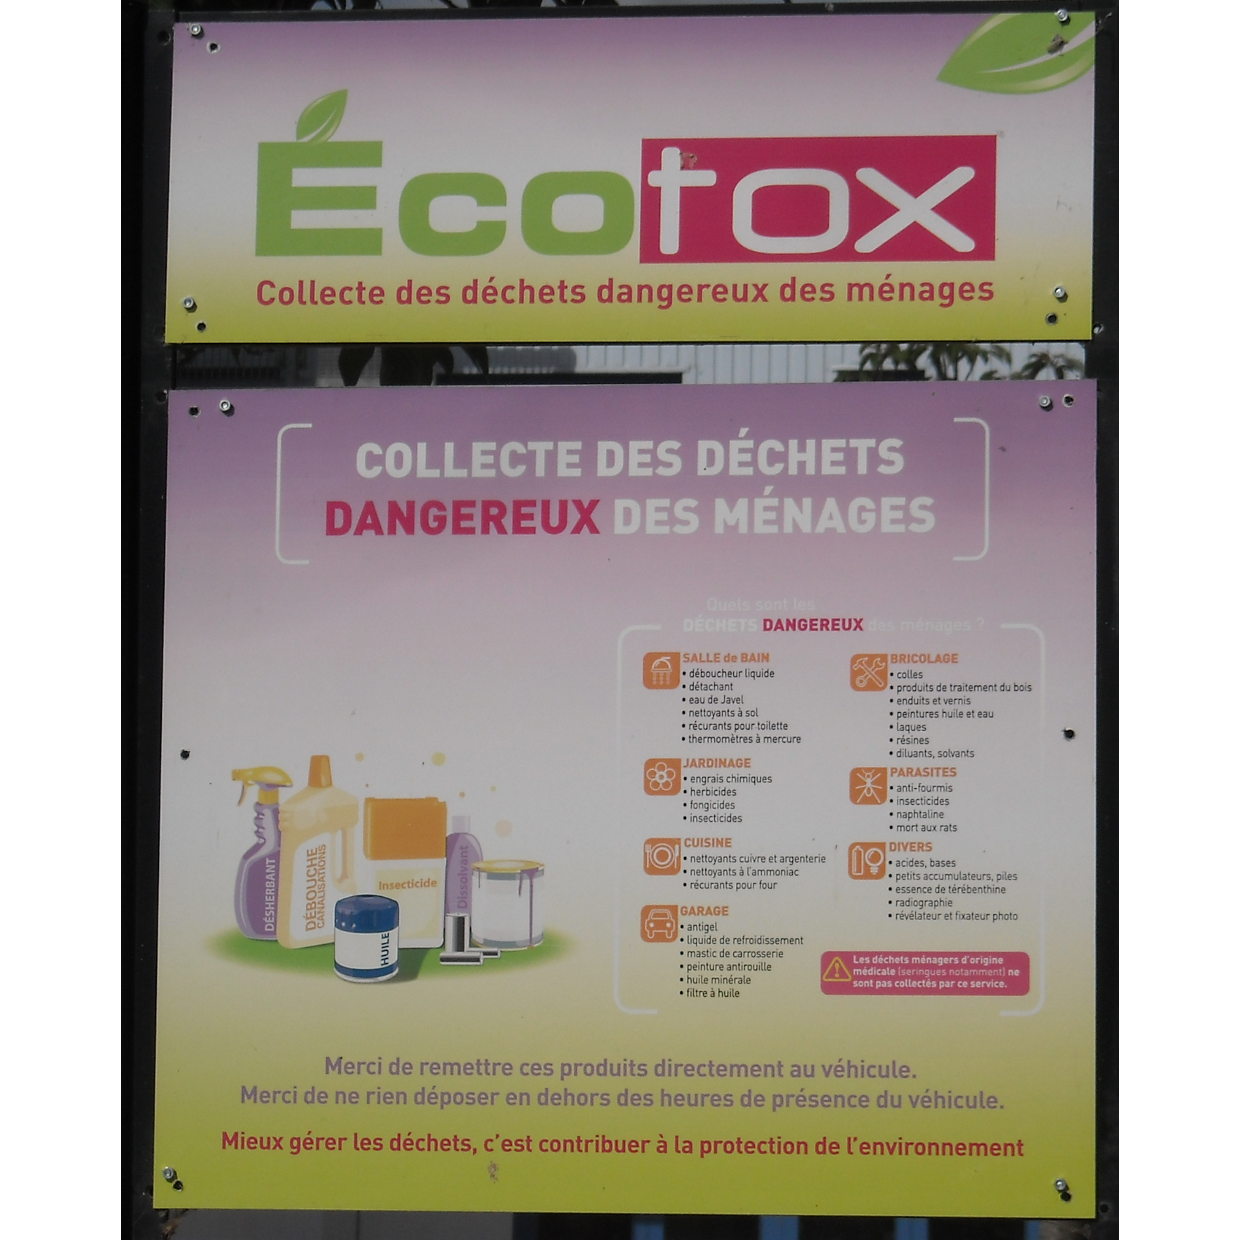 Écotox
Collecte des déchets dangereux des ménages
COLLECTE DES DÉCHETS
DANGEREUX DES MÉNAGES
Quels sont les
DÉCHETS DANGEREUX des ménages ?
SALLE de BAIN
• déboucheur liquide
• détachant
• eau de Javel
• nettoyants à sol
• récurants pour toilette
• thermomètres à mercure
JARDINAGE
• engrais chimiques
• herbicides
• fongicides
• insecticides
CUISINE
• nettoyants cuivre et argenterie
• nettoyants à l'ammoniac
• récurants pour four
GARAGE
• antigel
• liquide de refroidissement
• mastic de carrosserie
• peinture antirouille
• huile minérale
• filtre à huile
BRICOLAGE
• colles
• produits de traitement du bois
• enduits et vernis
• peintures huile et eau
• laques
• résines
• diluants, solvants
PARASITES
• anti-fourmis
• insecticides
• naphtaline
• mort aux rats
DIVERS
• acides, bases
• petits accumulateurs, piles
• essence de térébenthine
• radiographie
• révélateur et fixateur photo
Les déchets ménagers d'origine
médicale (seringues notamment) ne
sont pas collectés par ce service.
DÉSHERBANT
DÉBOUCHE
CANALISATIONS
Insecticide
Dissolvant
HUILE
Merci de remettre ces produits directement au véhicule.
Merci de ne rien déposer en dehors des heures de présence du véhicule.
Mieux gérer les déchets, c'est contribuer à la protection de l'environnement